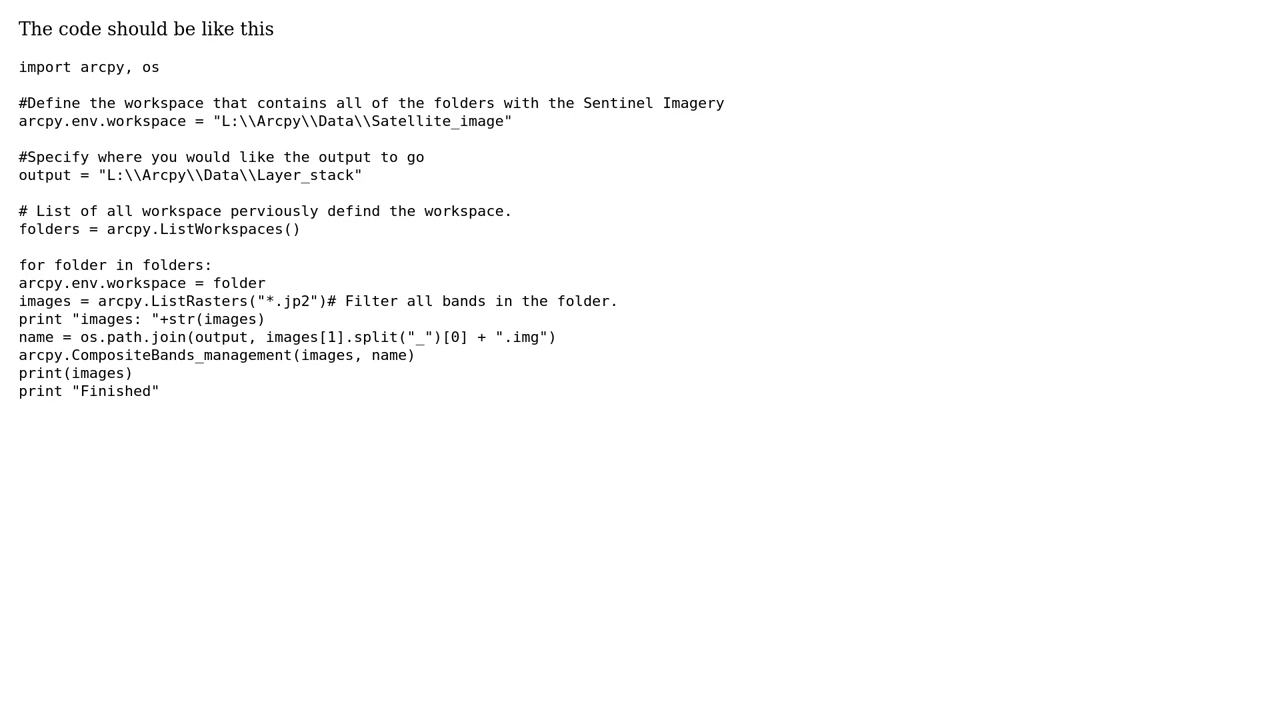 The code should be like this
import arcpy, os
#Define the workspace that contains all of the folders with the Sentinel Imagery
arcpy.env.workspace = "L:\\Arcpy\\Data\\Satellite_image"
#Specify where you would like the output to go
output = "L:\\Arcpy\\Data\\Layer_stack"
# List of all workspace perviously defind the workspace.
folders = arcpy.ListWorkspaces()
for folder in folders:
arcpy.env.workspace = folder
images = arcpy.ListRasters("*.jp2")# Filter all bands in the folder.
print "images: "+str(images)
name = os.path.join(output, images[1].split("_")[0] + ".img")
arcpy.CompositeBands_management(images, name)
print(images)
print "Finished"